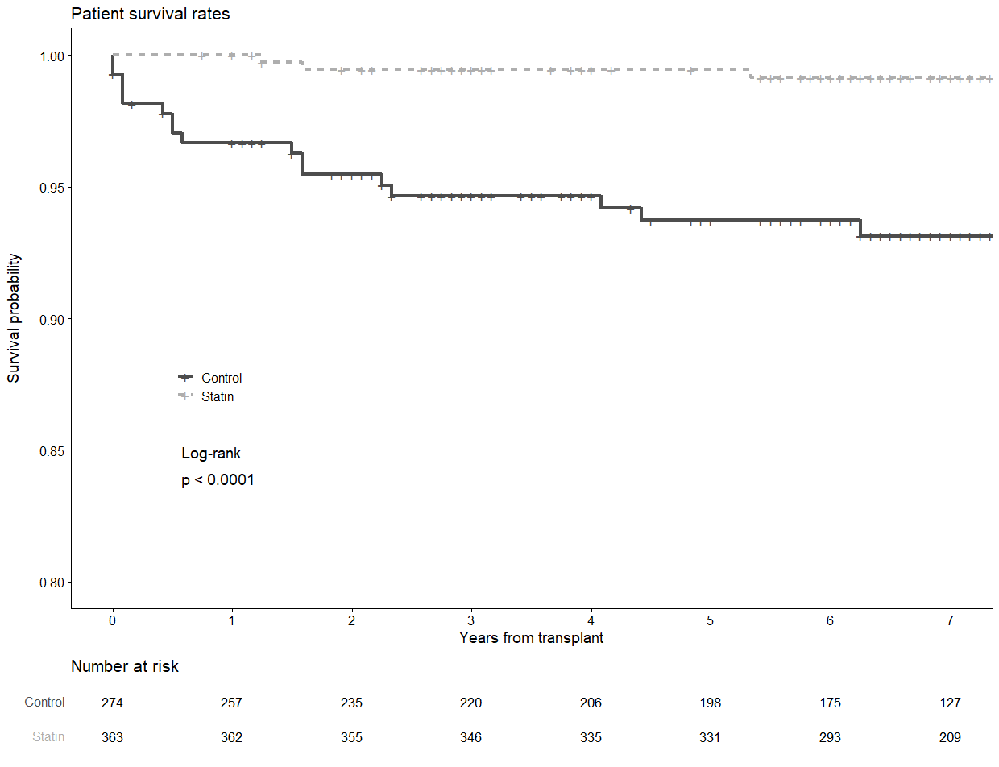 Patient survival rates
1.00
0.95
0.90
0.85
0.80
Survival probability
Control
Statin
Log-rank
p < 0.0001
0 1 2 3 4 5 6 7
Years from transplant
Number at risk
Control 274 257 235 220 206 198 175 127
Statin 363 362 355 346 335 331 293 209